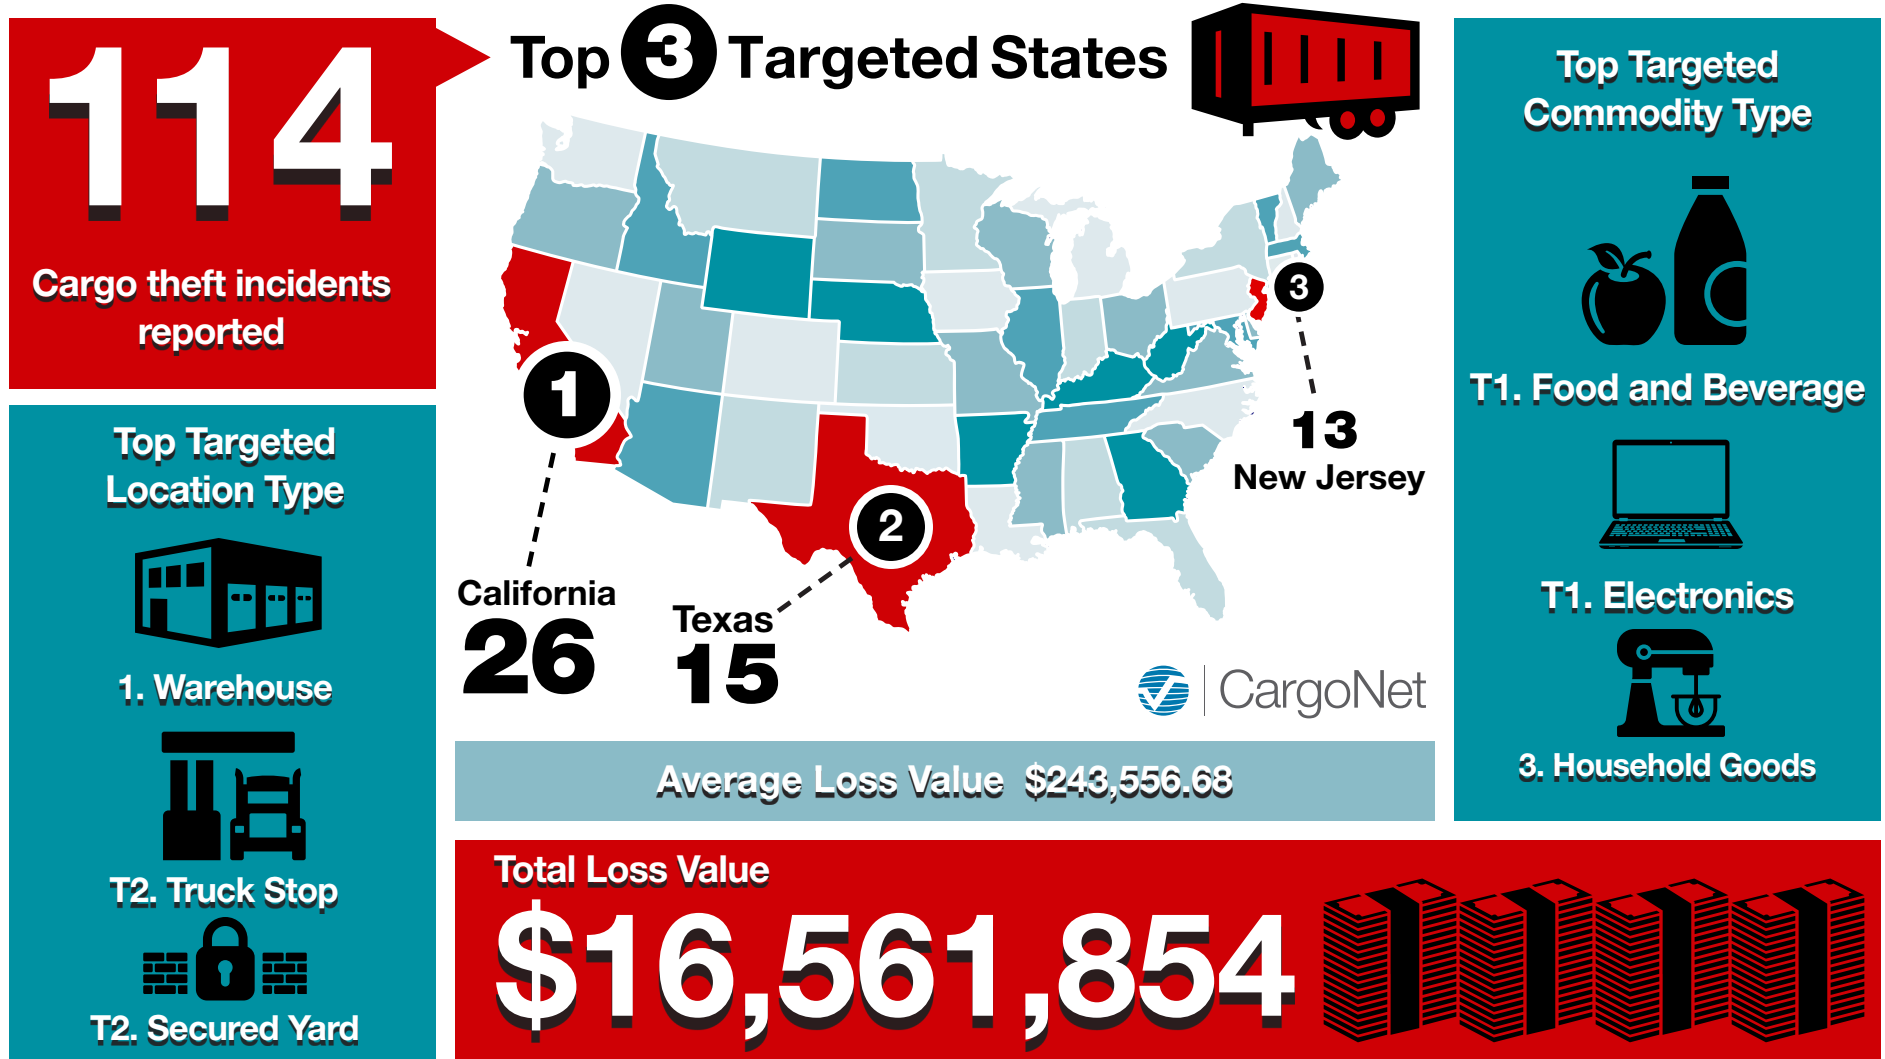 114
Cargo theft incidents
reported
Top 3 Targeted States
1
2
3
California
26
Texas
15
13
New Jersey
CargoNet
Top Targeted
Location Type
1. Warehouse
T2. Truck Stop
T2. Secured Yard
Top Targeted
Commodity Type
T1. Food and Beverage
T1. Electronics
3. Household Goods
Average Loss Value $243,556.68
Total Loss Value
$16,561,854